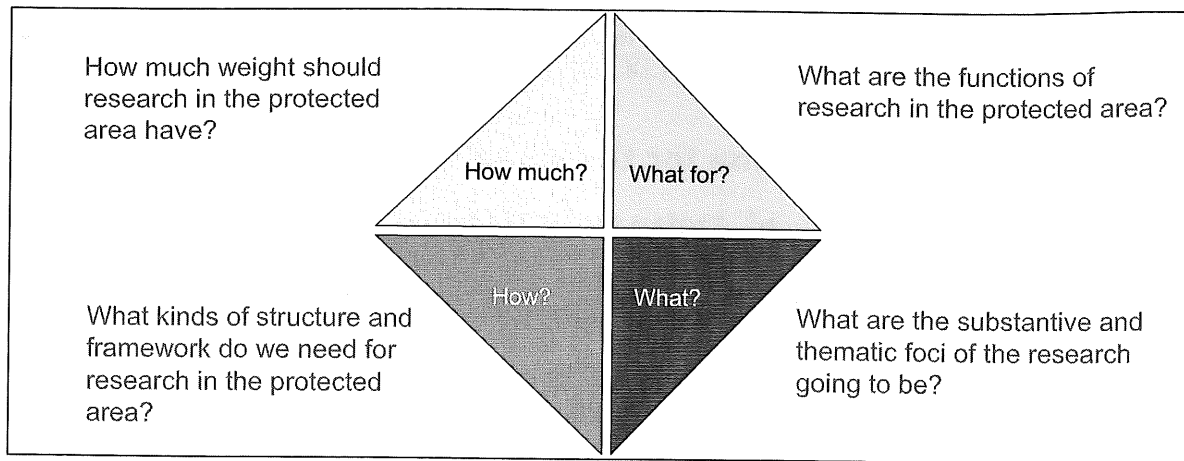 How much weight should
research in the protected
area have?
What are the functions of
research in the protected area?
How much?
What for?
How?
What?
What kinds of structure and
framework do we need for
research in the protected
area?
What are the substantive and
thematic foci of the research
going to be?